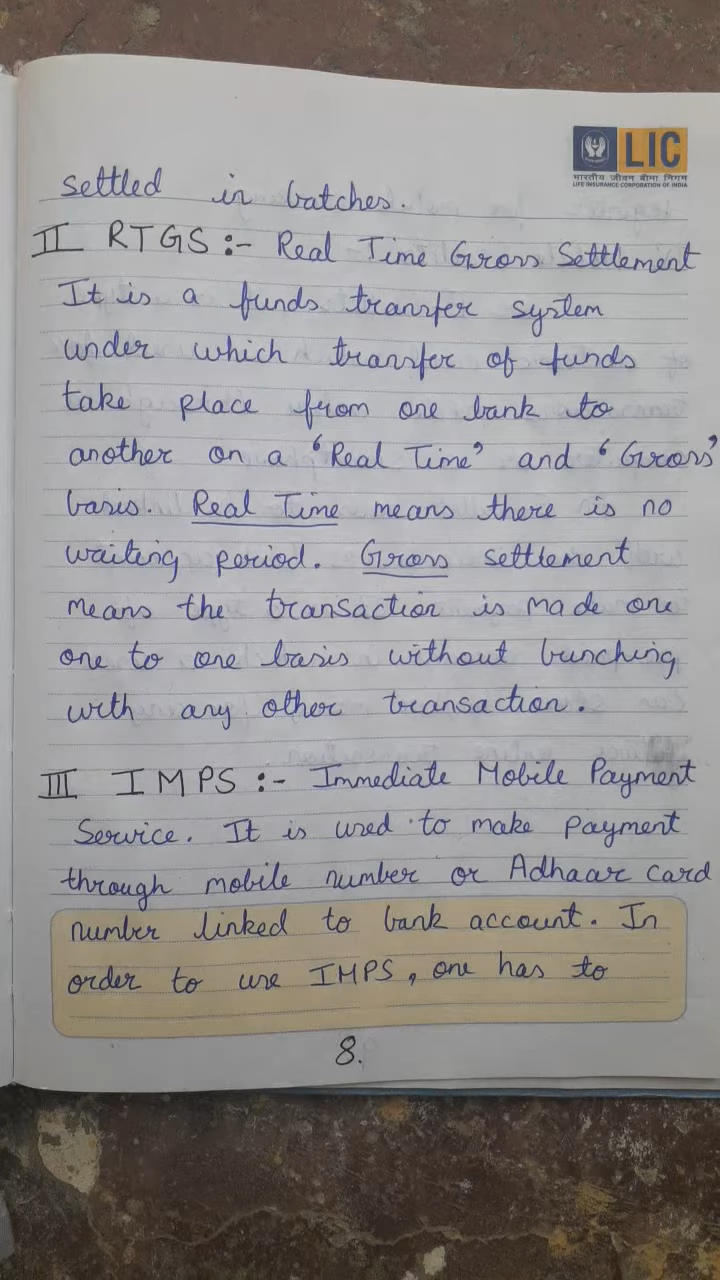 LIC
भारतीय जीवन बीमा निगम
LIFE INSURANCE CORPORATION OF INDIA
settled in batches.
II RTGS :- Real Time Gross Settlement
It is a funds transfer system
under which transfer of funds
take place from one bank to
another on a 'Real Time' and 'Gross'
basis. Real Time means there is no
waiting period. Gross settlement
means the transaction is made one
one to one basis without bunching
with any other transaction.
III IMPS :- Immediate Mobile Payment
Service. It is used to make payment
through mobile number or Adhaar card
number linked to bank account. In
order to use IMPS, one has to
8.